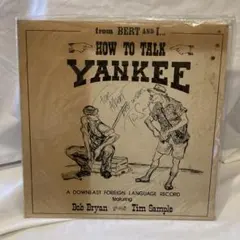 from BERT AND I...
HOW TO TALK
YANKEE
A DOWNEAST FOREIGN LANGUAGE RECORD
featuring
Bob Bryan and Tim Sample